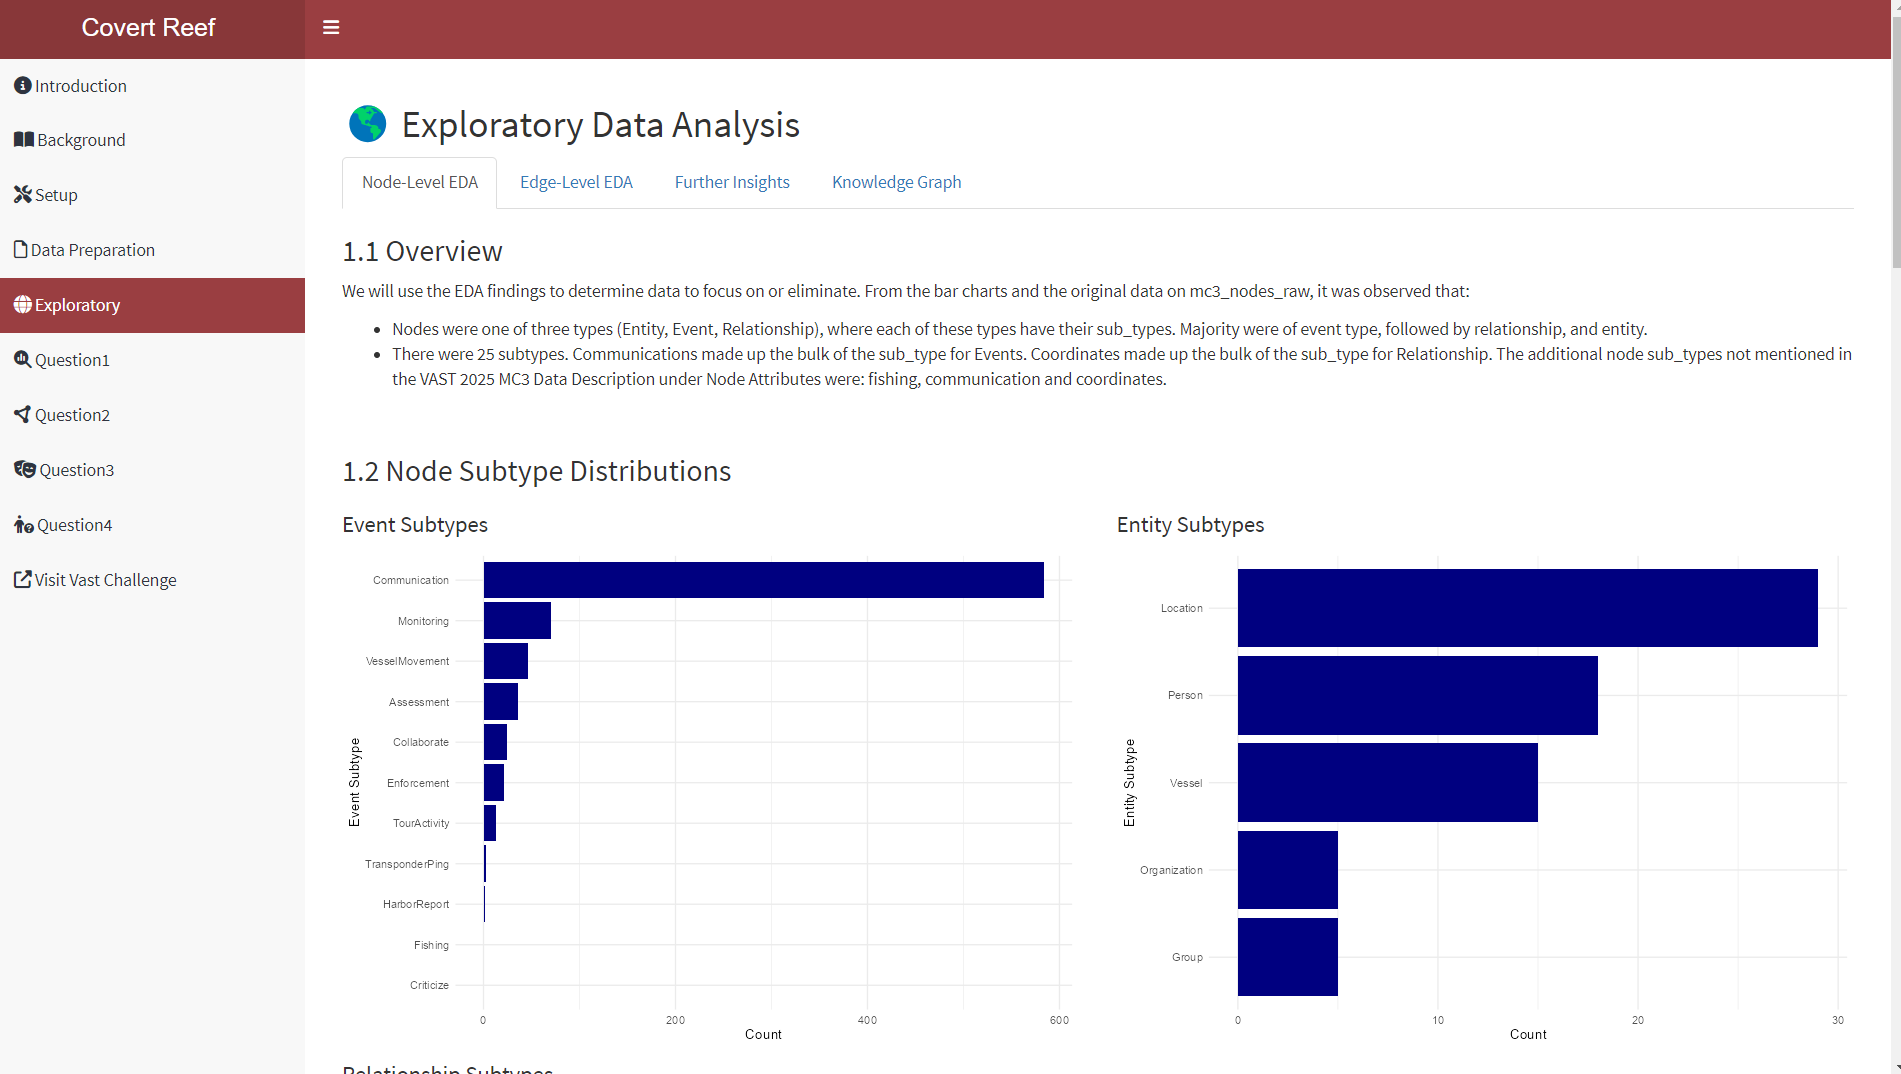 Covert Reef
Introduction
Background
Setup
Data Preparation
Exploratory
Question1
Question2
Question3
Question4
Visit Vast Challenge
Exploratory Data Analysis
Node-Level EDA
Edge-Level EDA
Further Insights
Knowledge Graph
1.1 Overview
We will use the EDA findings to determine data to focus on or eliminate. From the bar charts and the original data on mc3_nodes_raw, it was observed that:
• Nodes were one of three types (Entity, Event, Relationship), where each of these types have their sub_types. Majority were of event type, followed by relationship, and entity.
• There were 25 subtypes. Communications made up the bulk of the sub_type for Events. Coordinates made up the bulk of the sub_type for Relationship. The additional node sub_types not mentioned in
the VAST 2025 MC3 Data Description under Node Attributes were: fishing, communication and coordinates.
1.2 Node Subtype Distributions
Event Subtypes
Event Subtype
Communication
Monitoring
VesselMovement
Assessment
Collaborate
Enforcement
TourActivity
TransponderPing
HarborReport
Fishing
Criticize
0 200 400 600
Count
Entity Subtypes
Entity Subtype
Location
Person
Vessel
Organization
Group
0 10 20 30
Count
Relationship Subtypes